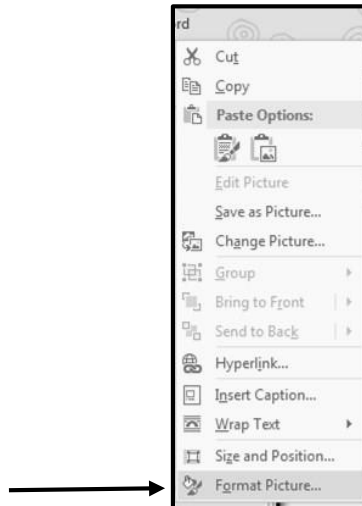 rd
Cut
Copy
Paste Options:
Edit Picture
Save as Picture...
Change Picture...
Group
Bring to Front
Send to Back
Hyperlink...
Insert Caption...
Wrap Text
Size and Position...
Format Picture...